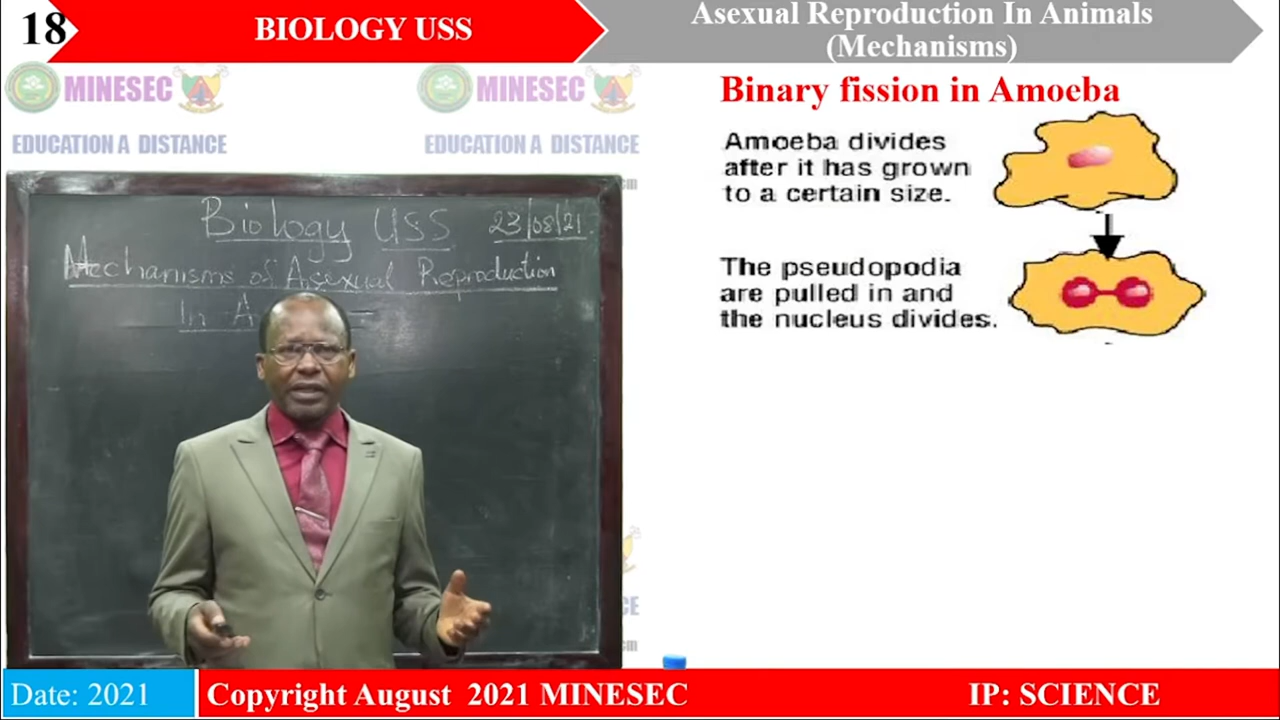 18
BIOLOGY USS
Asexual Reproduction In Animals
(Mechanisms)
MINESEC
MINESEC
EDUCATION A DISTANCE
EDUCATION A DISTANCE
Biology USS 23/08/21
Mechanisms of Asexual Reproduction
In A
Binary fission in Amoeba
Amoeba divides
after it has grown
to a certain size.
The pseudopodia
are pulled in and
the nucleus divides.
Date: 2021
Copyright August 2021 MINESEC
IP: SCIENCE